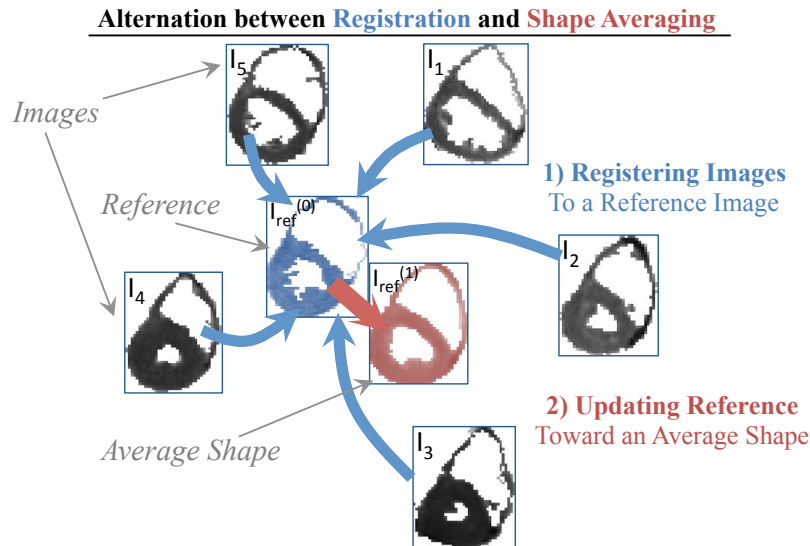 Alternation between Registration and Shape Averaging
I5
I1
Images
1) Registering Images
To a Reference Image
Reference
Iref(0)
I2
Iref(1)
I4
2) Updating Reference
Toward an Average Shape
Average Shape
I3